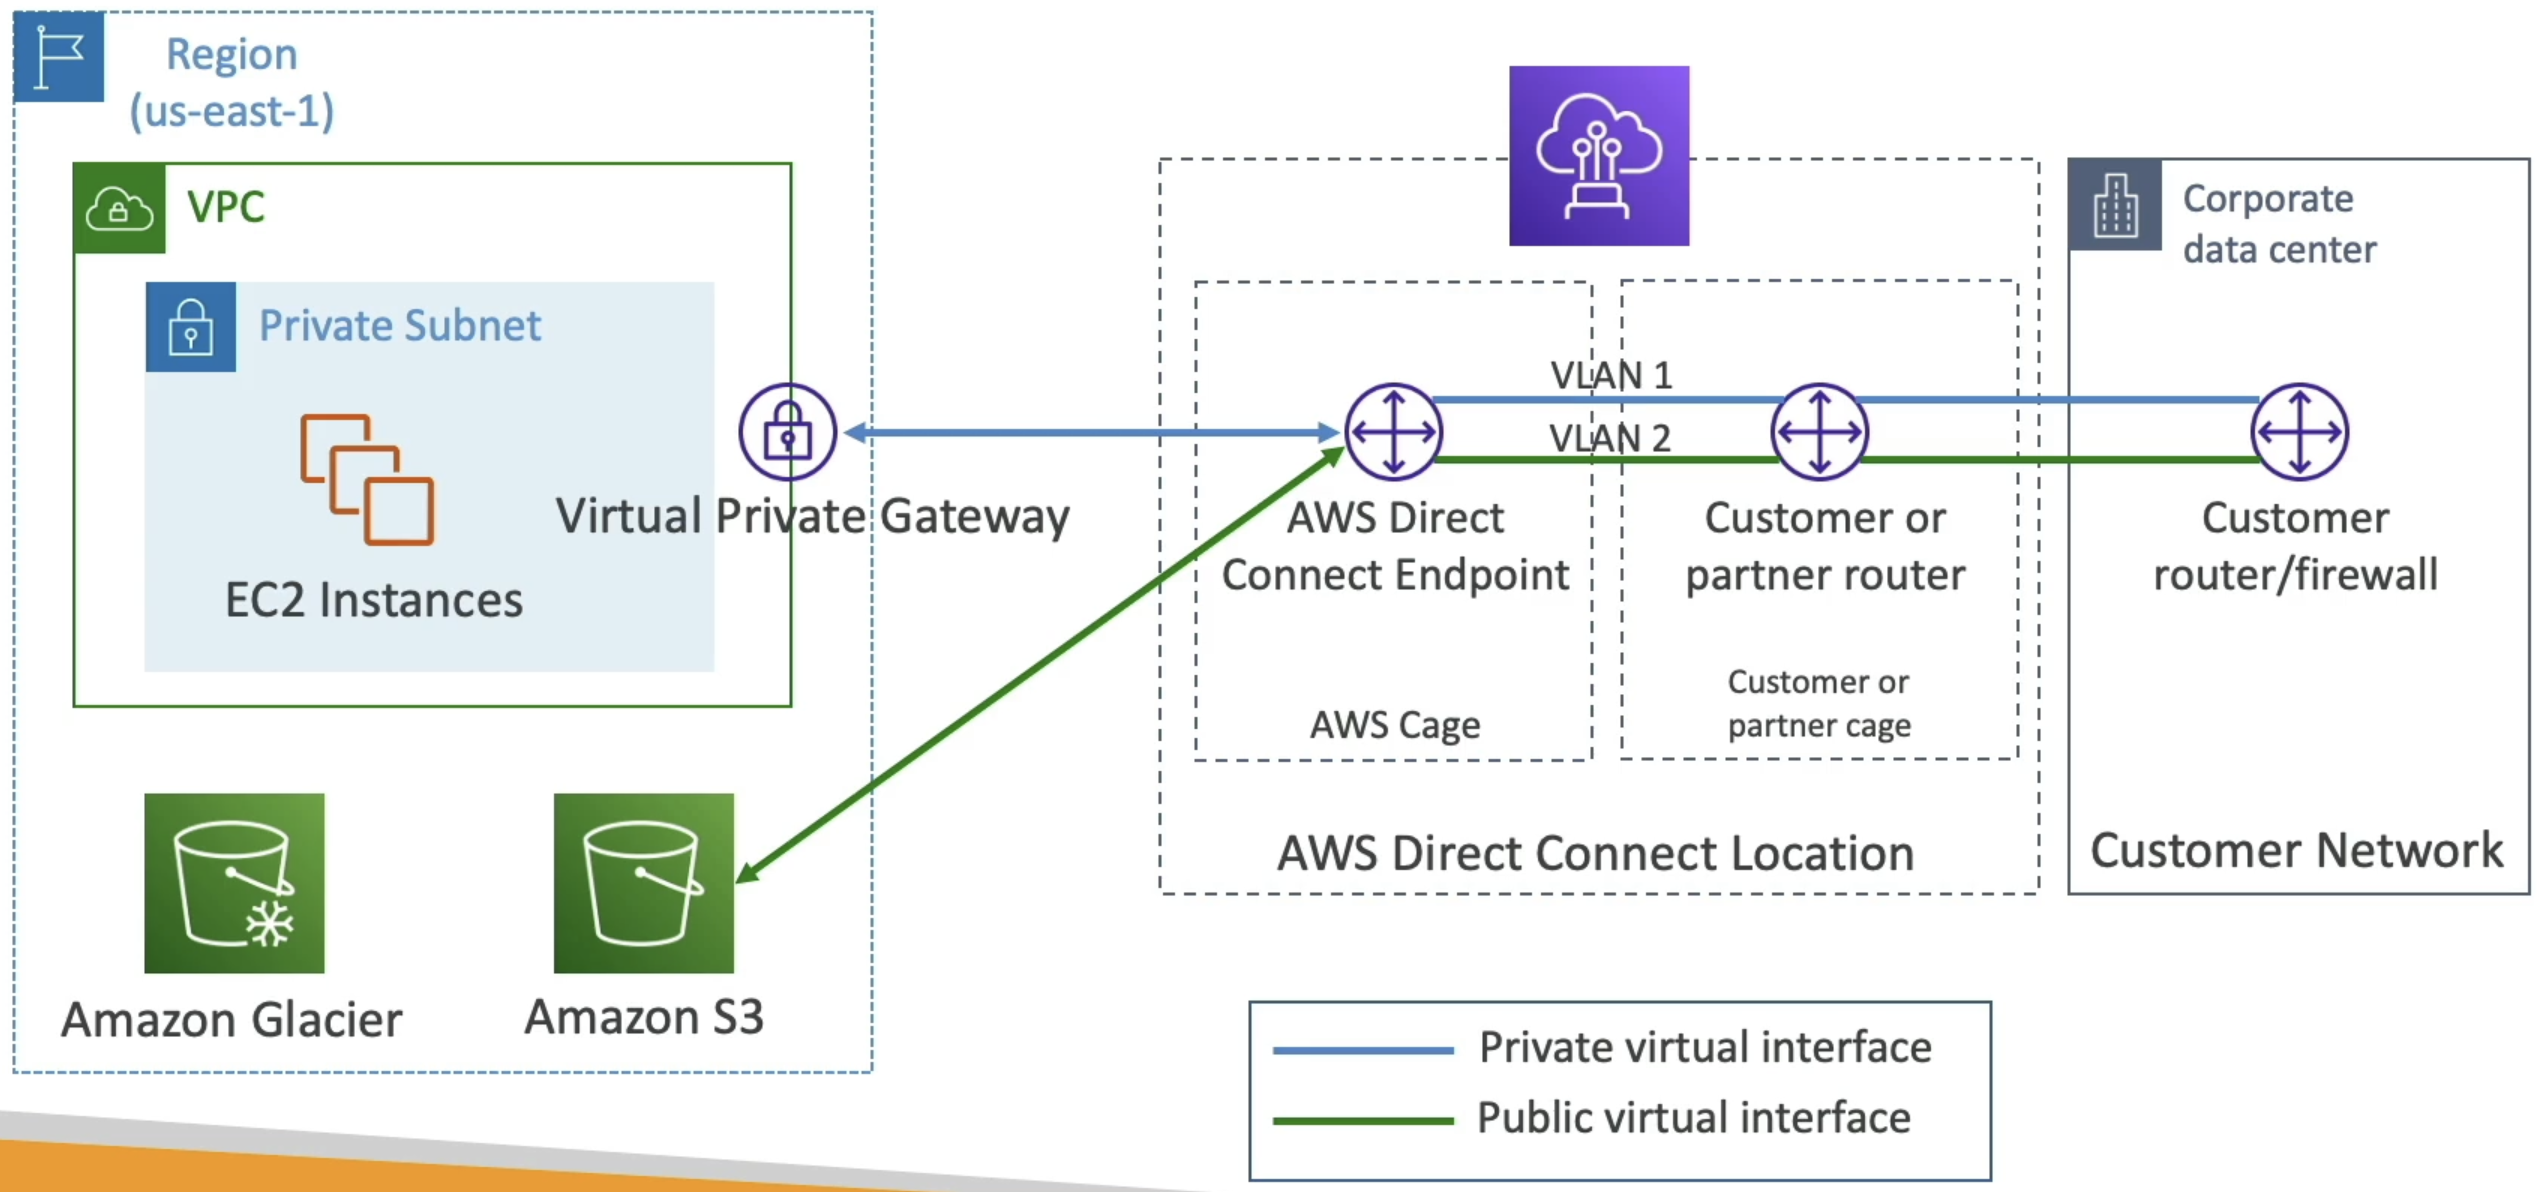 Region
(us-east-1)
VPC
Private Subnet
EC2 Instances
Virtual Private Gateway
Amazon Glacier
Amazon S3
VLAN 1
VLAN 2
AWS Direct
Connect Endpoint
AWS Cage
Customer or
partner router
Customer or
partner cage
AWS Direct Connect Location
Corporate
data center
Customer
router/firewall
Customer Network
Private virtual interface
Public virtual interface